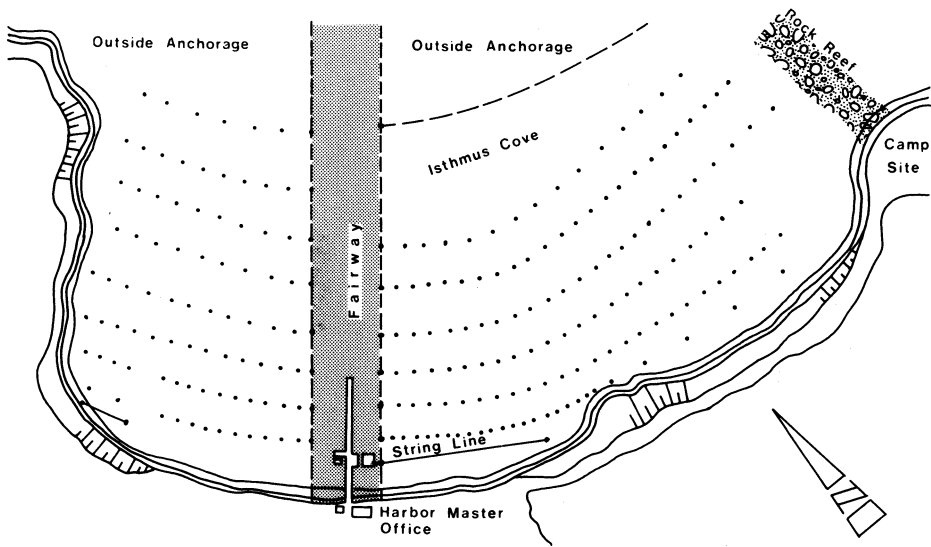 Outside Anchorage
Outside Anchorage
Rock Reef
Isthmus Cove
Camp
Site
Fairway
String Line
Harbor Master
Office